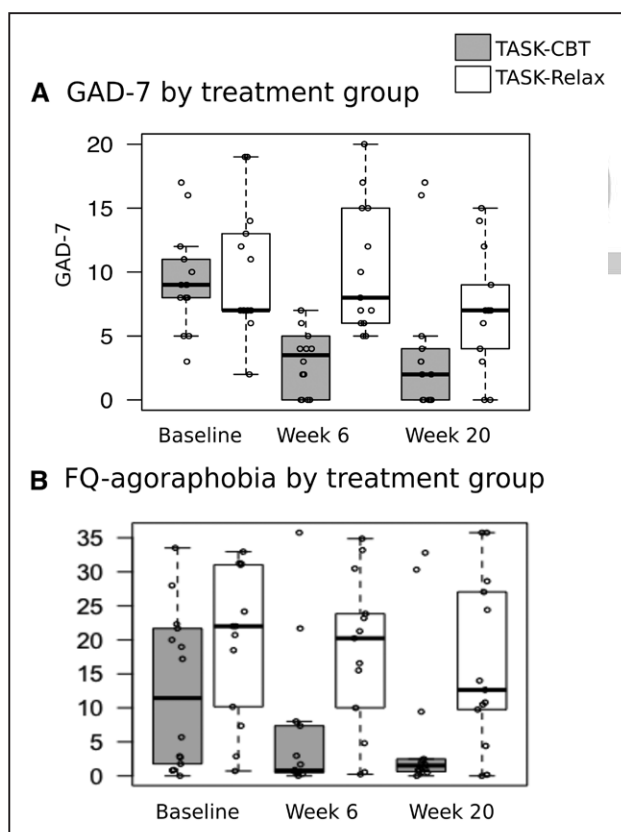 TASK-CBT
TASK-Relax
A GAD-7 by treatment group
20
15
10
5
0
GAD-7
Baseline Week 6 Week 20
B FQ-agoraphobia by treatment group
35
30
25
20
15
10
5
0
Baseline Week 6 Week 20